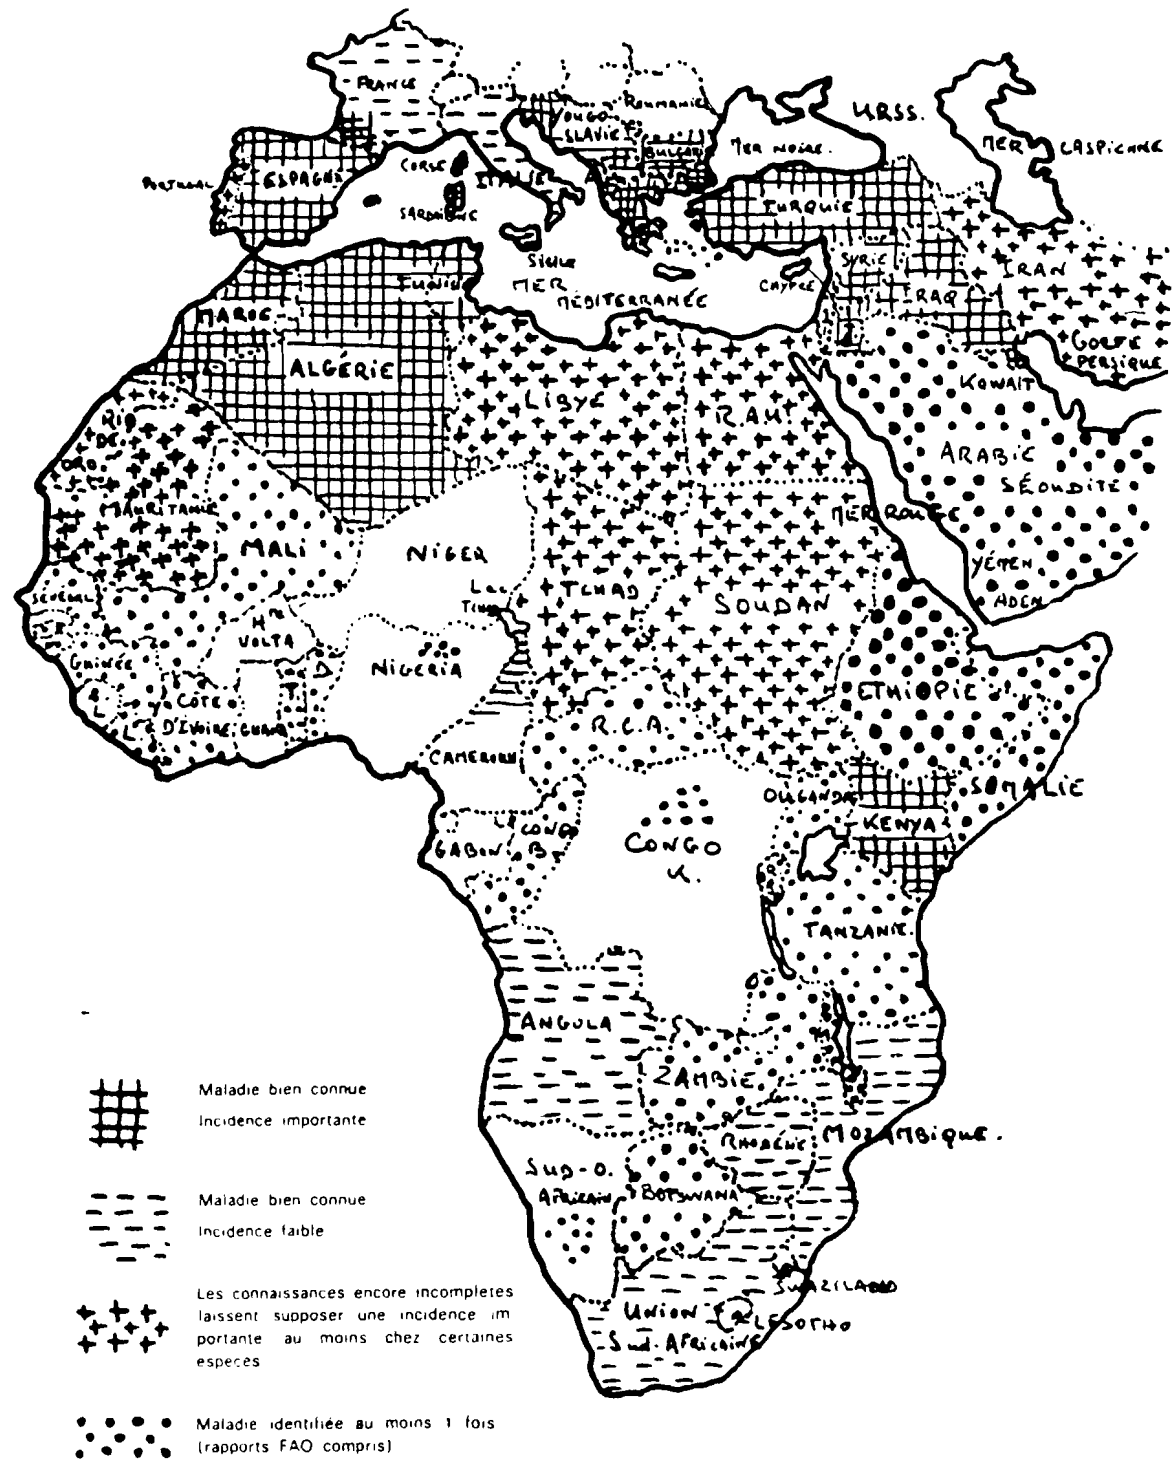 FRANCE
ROUMANIE
YOUGO
SLAVIE
URSS.
MER NOIRE.
MER CASPIENNE
CORSE
BULGARIE
PORTUGAL
ESPAGNE
ITALIE
SARDAIGNE
TURQUIE
SICILE
MER
MÉDITERRANÉE
CHYPRE
SYRIE
IRAN
IRAQ
TUNISIE
MAROC
ALGÉRIE
GOLFE
PERSIQUE
KOWAIT
LIBYE
R.A.U
RIO
DE
ORO
ARABIE
SÉOUDITE
MAURITANIE
MER ROUGE
MALI
NIGER
YÉMEN
ADEN
SÉNÉGAL
LAC
TCHAD
TCHAD
SOUDAN
Hte
VOLTA
GUINÉE
NIGERIA
D
T
ETHIOPIE
CÔTE
D'IVOIRE
GHANA
S
L
L
R.C.A.
CAMEROUN
SOMALIE
OUGANDA
KENYA
GABON
CONGO
B.
CONGO
K.
TANZANIE.
ANGOLA
ZAMBIE
M
RHODÉSIE
MOZAMBIQUE.
SUD-O.
AFRICAIN
BOTSWANA
SWAZILAND
UNION
SUD-AFRICAINE
LESOTHO
Maladie bien connue
Incidence importante
Maladie bien connue
Incidence faible
Les connaissances encore incomplètes
laissent supposer une incidence im
portante au moins chez certaines
espèces
Maladie identifiée au moins 1 fois
(rapports FAO compris)